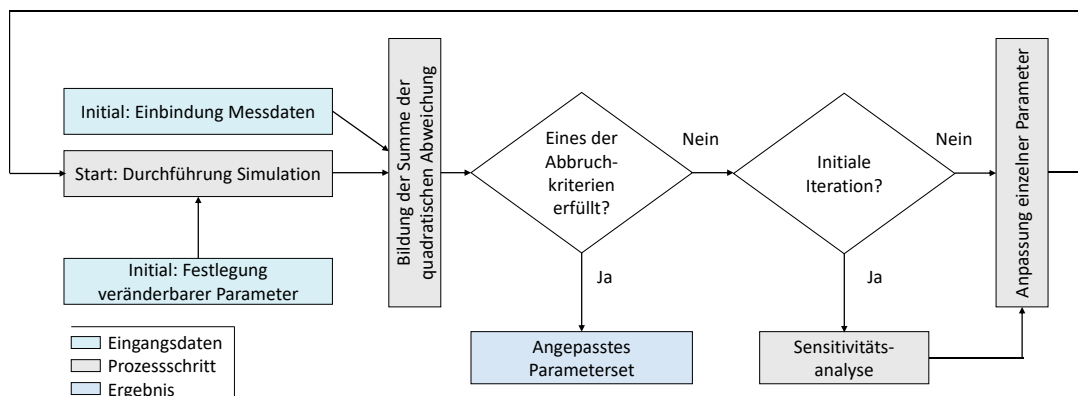 Initial: Einbindung Messdaten
Start: Durchführung Simulation
Initial: Festlegung
veränderbarer Parameter
Bildung der Summe der
quadratischen Abweichung
Eines der
Abbruch-
kriterien
erfüllt?
Nein
Ja
Angepasstes
Parameterset
Initiale
Iteration?
Nein
Ja
Sensitivitäts-
analyse
Anpassung einzelner Parameter
Eingangsdaten
Prozessschritt
Ergebnis